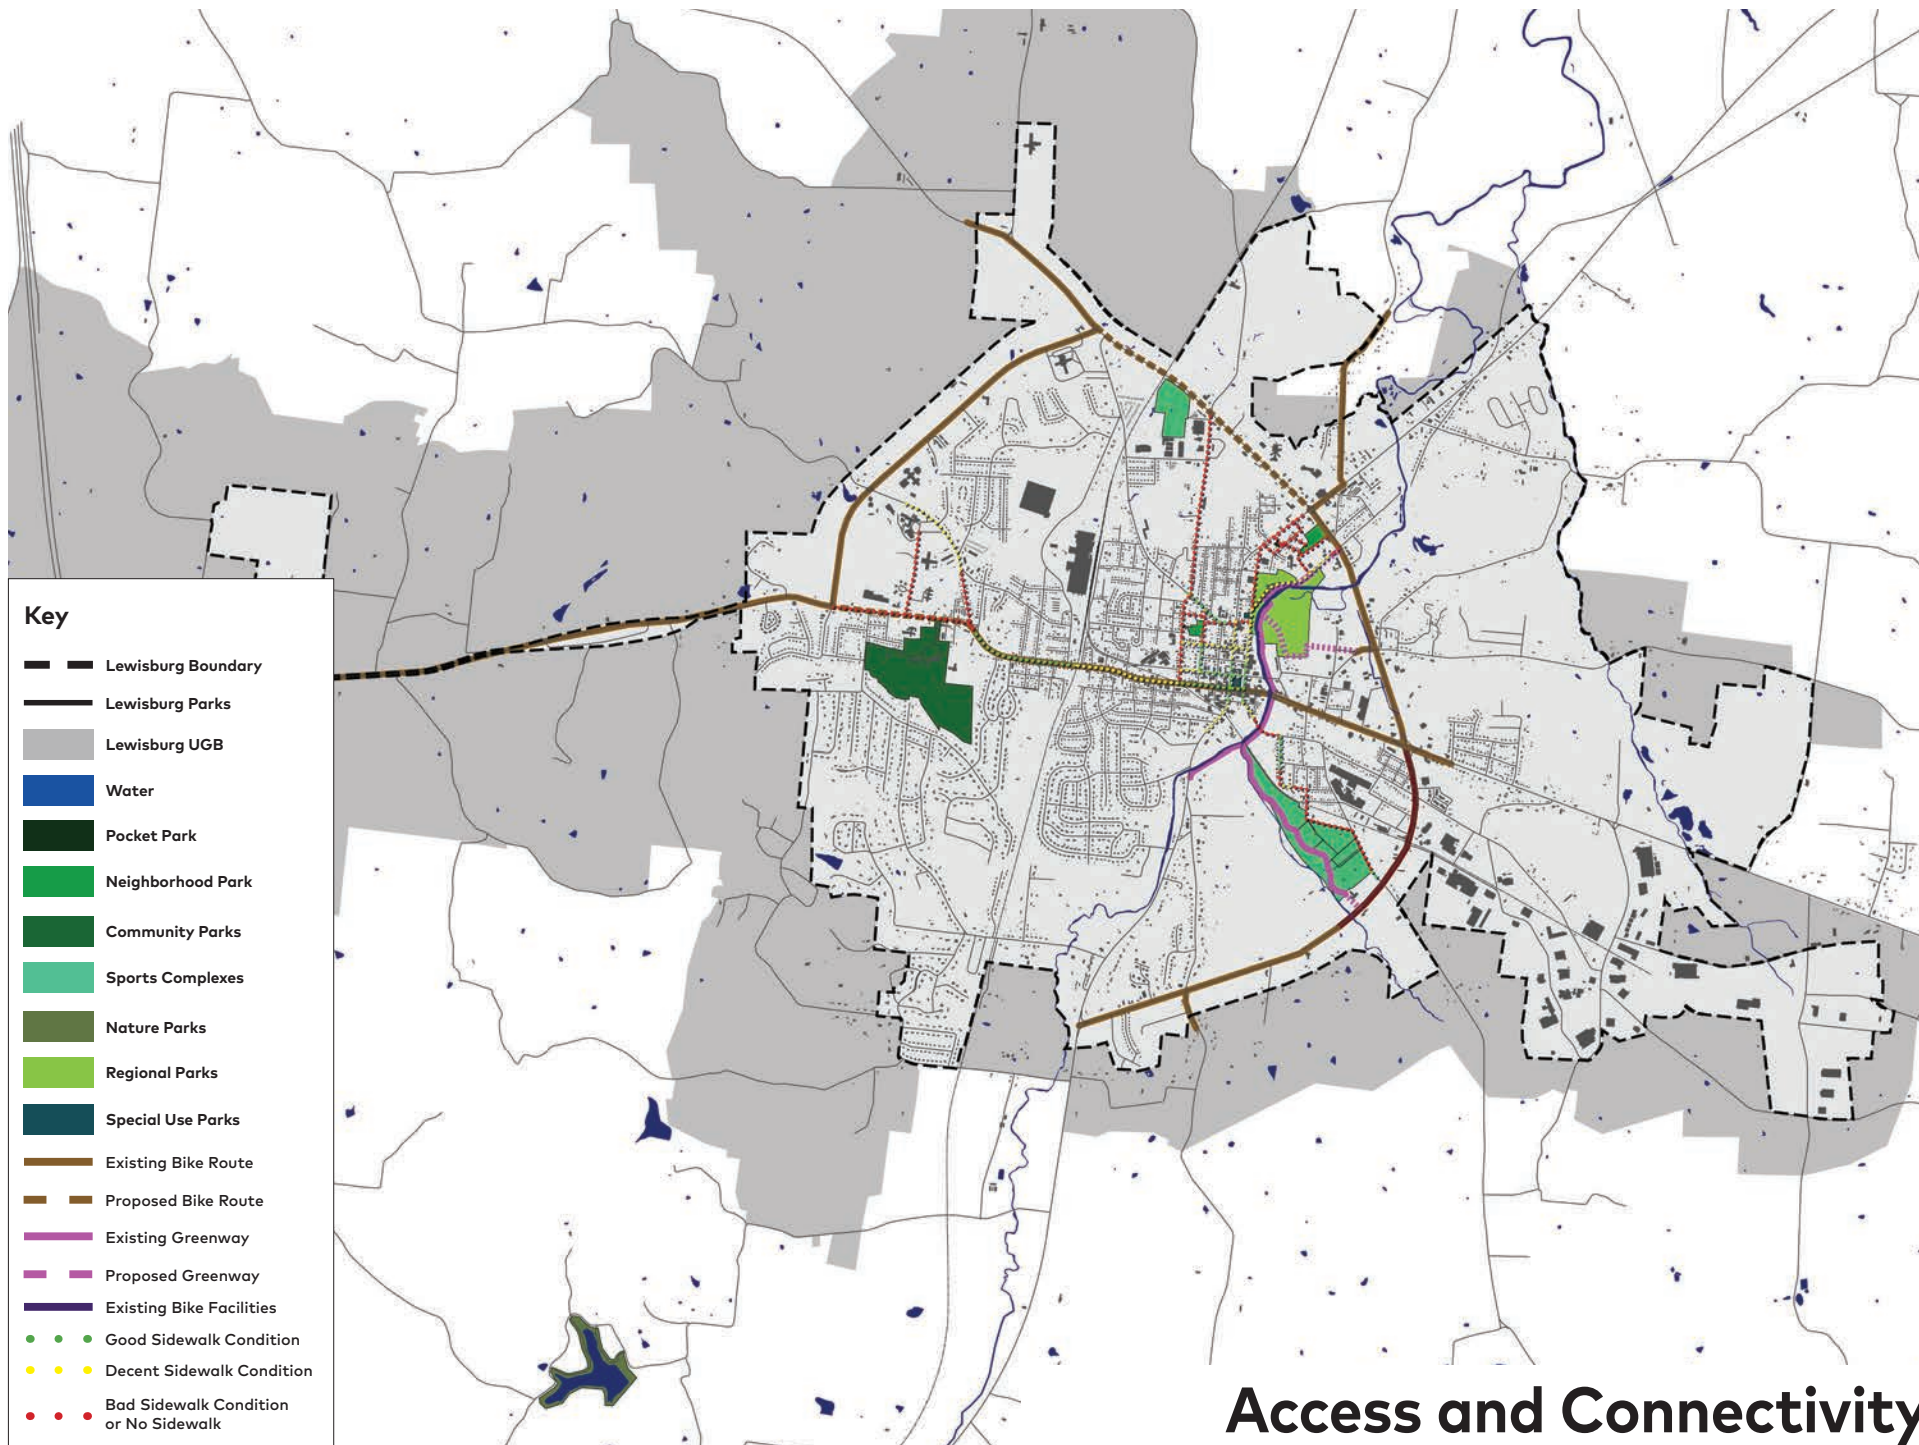 Key
Lewisburg Boundary
Lewisburg Parks
Lewisburg UGB
Water
Pocket Park
Neighborhood Park
Community Parks
Sports Complexes
Nature Parks
Regional Parks
Special Use Parks
Existing Bike Route
Proposed Bike Route
Existing Greenway
Proposed Greenway
Existing Bike Facilities
Good Sidewalk Condition
Decent Sidewalk Condition
Bad Sidewalk Condition
or No Sidewalk
Access and Connectivity